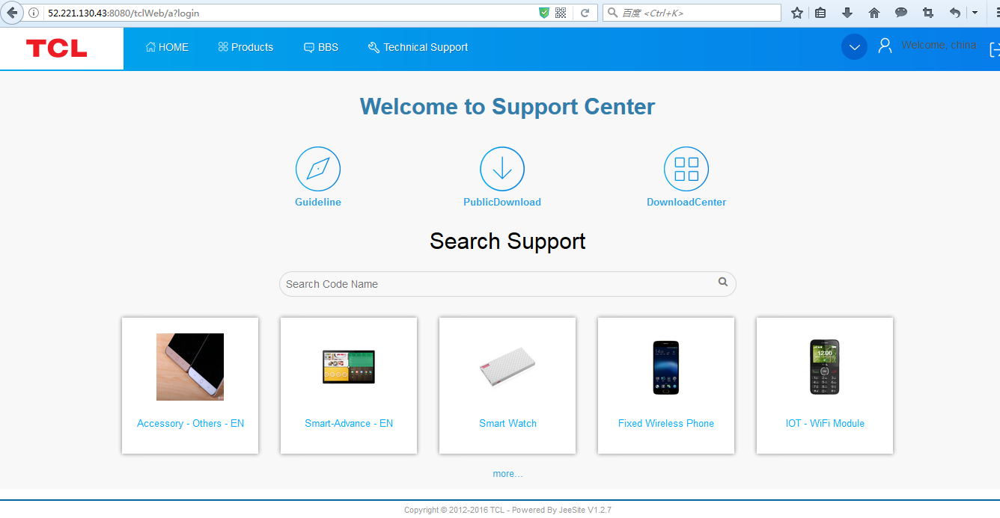 52.221.130.43:8080/tclWeb/a?login
百度 <Ctrl+K>
TCL
HOME
Products
BBS
Technical Support
Welcome, china
Welcome to Support Center
Guideline
PublicDownload
DownloadCenter
Search Support
Search Code Name
12:00
Accessory - Others - EN
Smart-Advance - EN
Smart Watch
Fixed Wireless Phone
IOT - WiFi Module
more...
Copyright © 2012-2016 TCL - Powered By JeeSite V1.2.7